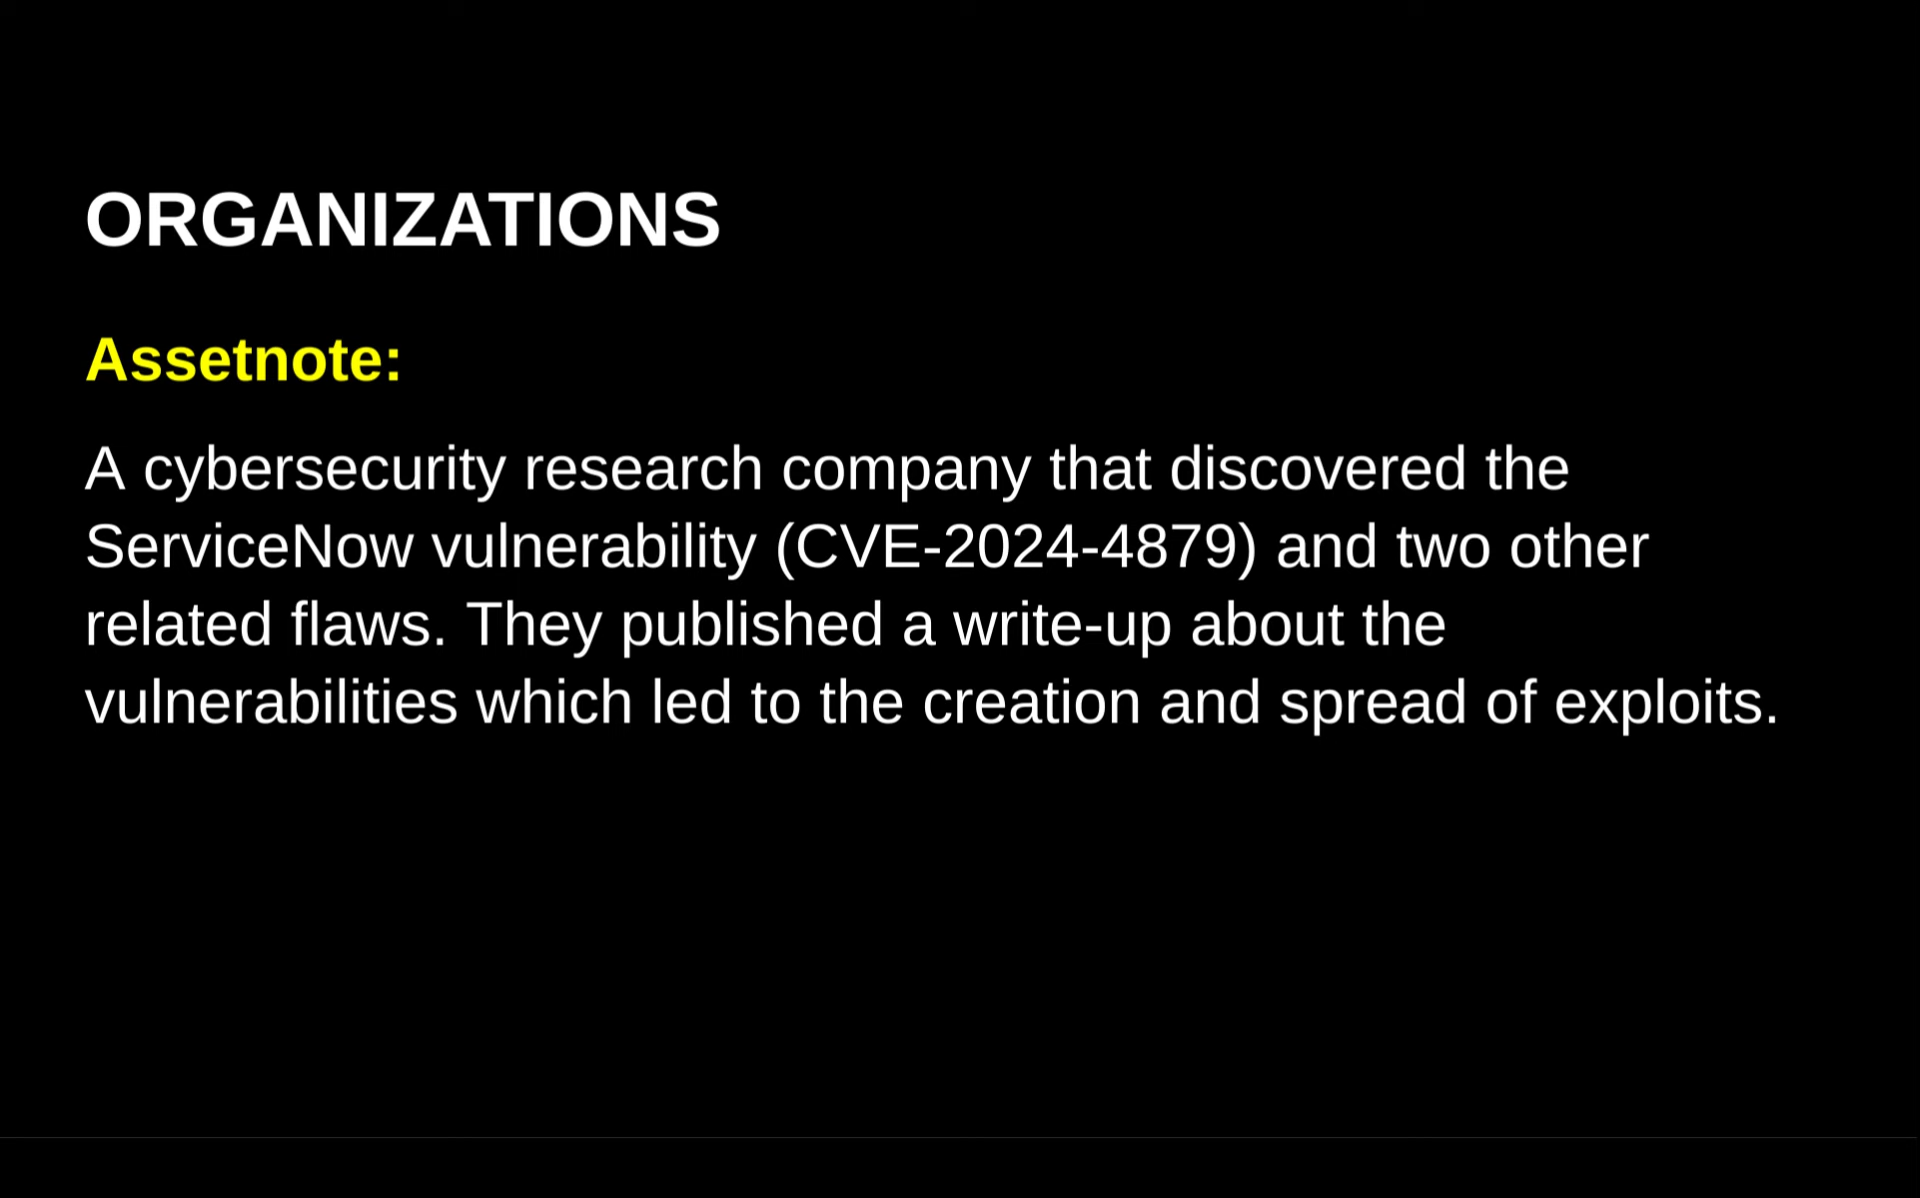 ORGANIZATIONS
Assetnote:
A cybersecurity research company that discovered the
ServiceNow vulnerability (CVE-2024-4879) and two other
related flaws. They published a write-up about the
vulnerabilities which led to the creation and spread of exploits.